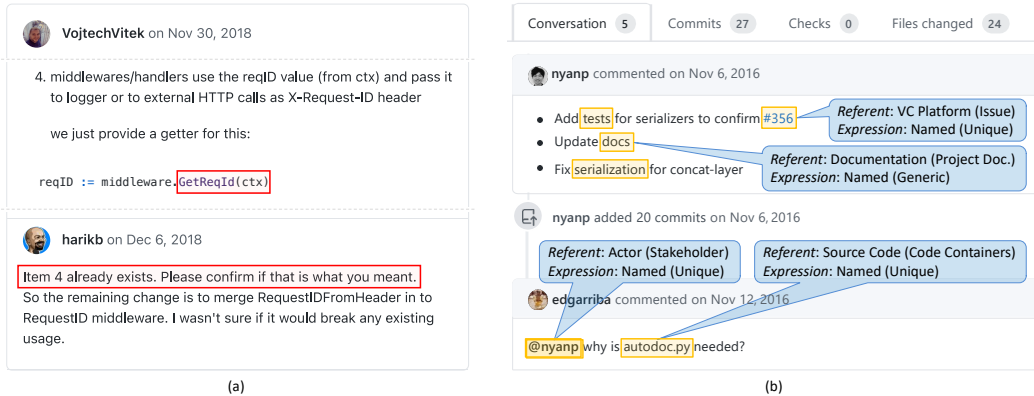 VojtechVitek on Nov 30, 2018
4. middlewares/handlers use the reqID value (from ctx) and pass it
to logger or to external HTTP calls as X-Request-ID header
we just provide a getter for this:
reqID := middleware.GetReqId(ctx)
harikb on Dec 6, 2018
Item 4 already exists. Please confirm if that is what you meant.
So the remaining change is to merge RequestIDFromHeader in to
RequestID middleware. I wasn't sure if it would break any existing
usage.
(a)
Conversation 5 Commits 27 Checks 0 Files changed 24
nyanp commented on Nov 6, 2016
Add tests for serializers to confirm #356
Update docs
Fix serialization for concat-layer
Referent: VC Platform (Issue)
Expression: Named (Unique)
Referent: Documentation (Project Doc.)
Expression: Named (Generic)
nyanp added 20 commits on Nov 6, 2016
Referent: Actor (Stakeholder)
Expression: Named (Unique)
Referent: Source Code (Code Containers)
Expression: Named (Unique)
edgarriba commented on Nov 12, 2016
@nyanp why is autodoc.py needed?
(b)